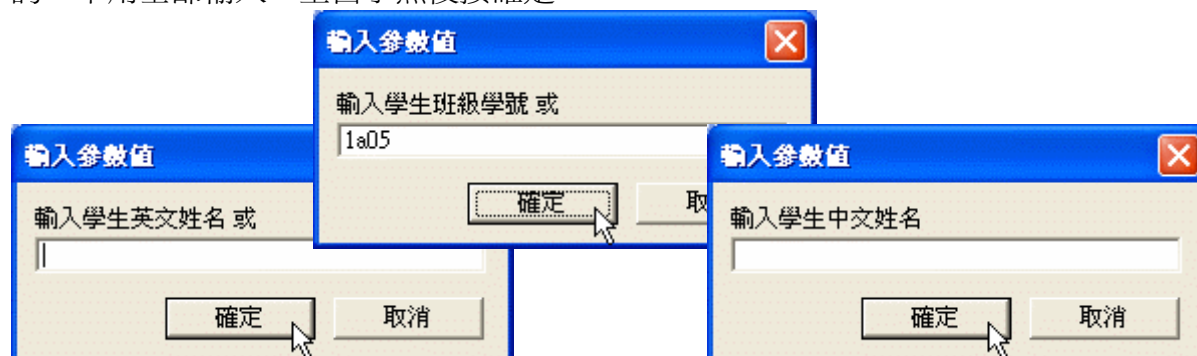 輸入參數值
輸入學生班級學號 或
1a05
確定
取
輸入參數值
輸入學生英文姓名 或
確定
取消
輸入參數值
輸入學生中文姓名
確定
取消